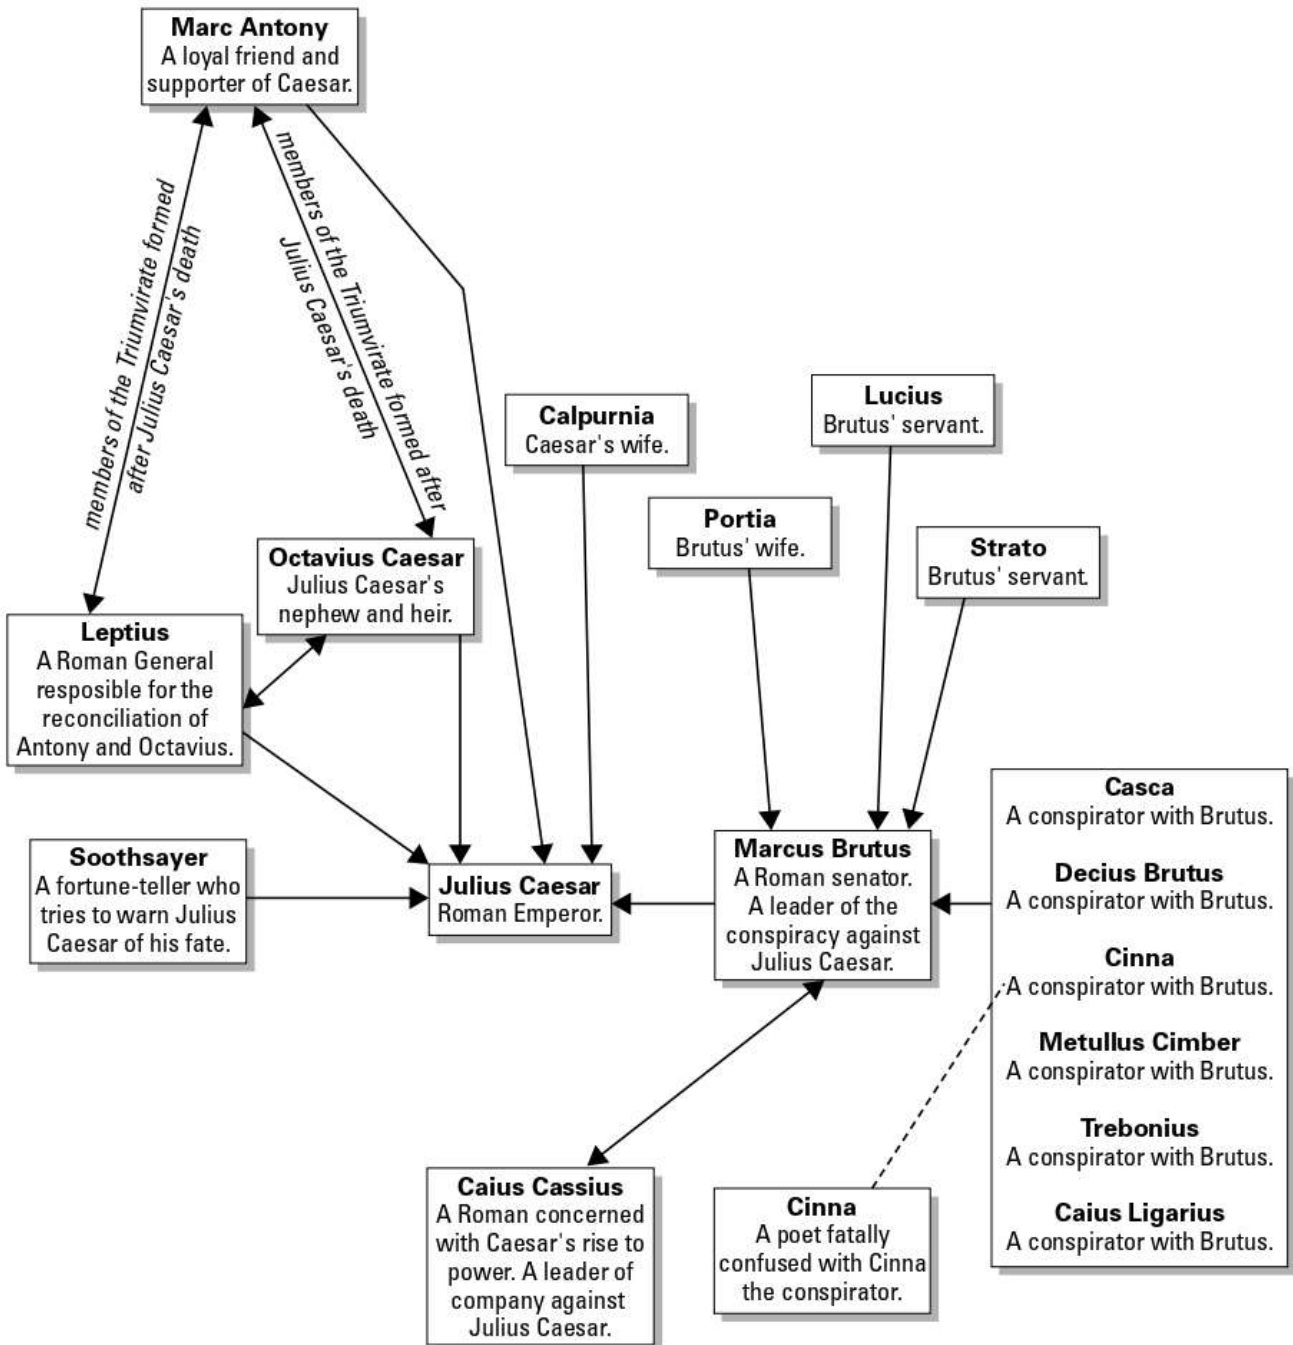 Marc Antony
A loyal friend and
supporter of Caesar.
members of the Triumvirate formed
after Julius Caesar's death
members of the Triumvirate formed after
Julius Caesar's death
Calpurnia
Caesar's wife.
Lucius
Brutus' servant.
Portia
Brutus' wife.
Strato
Brutus' servant.
Octavius Caesar
Julius Caesar's
nephew and heir.
Leptius
A Roman General
resposible for the
reconciliation of
Antony and Octavius.
Soothsayer
A fortune-teller who
tries to warn Julius
Caesar of his fate.
Julius Caesar
Roman Emperor.
Marcus Brutus
A Roman senator.
A leader of the
conspiracy against
Julius Caesar.
Casca
A conspirator with Brutus.
Decius Brutus
A conspirator with Brutus.
Cinna
A conspirator with Brutus.
Metullus Cimber
A conspirator with Brutus.
Trebonius
A conspirator with Brutus.
Caius Ligarius
A conspirator with Brutus.
Caius Cassius
A Roman concerned
with Caesar's rise to
power. A leader of
company against
Julius Caesar.
Cinna
A poet fatally
confused with Cinna
the conspirator.